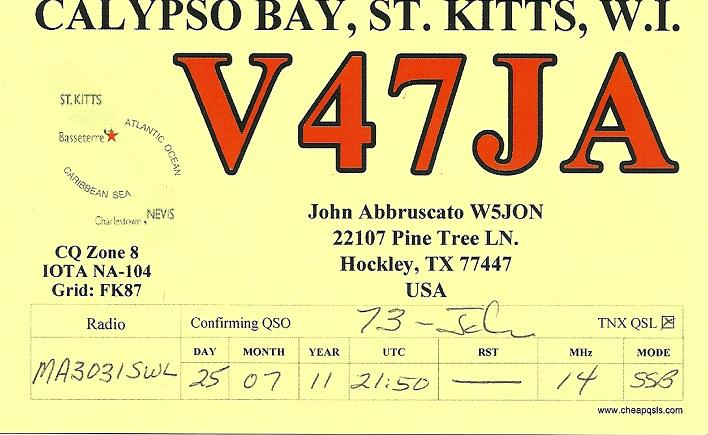 CALYPSO BAY, ST. KITTS, W.I.
V47JA
ST. KITTS
Basseterre
ATLANTIC OCEAN
CARIBBEAN SEA
Charlestown
NEVIS
CQ Zone 8
IOTA NA-104
Grid: FK87
John Abbruscato W5JON
22107 Pine Tree LN.
Hockley, TX 77447
USA
Radio Confirming QSO 73 - John TNX QSL ☒
DAY MONTH YEAR UTC RST MHz MODE
MA3031SWL 25 07 11 21:50 — 14 SSB
www.cheapqsls.com